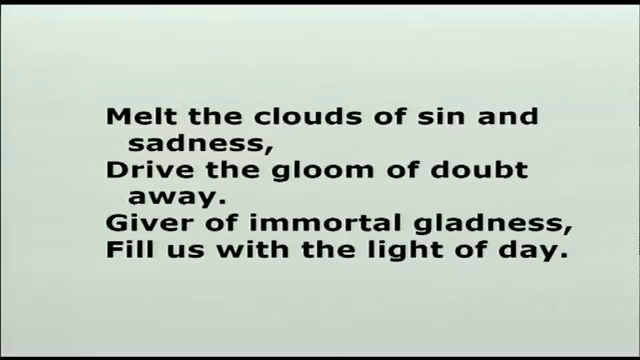 Melt the clouds of sin and
sadness,
Drive the gloom of doubt
away.
Giver of immortal gladness,
Fill us with the light of day.